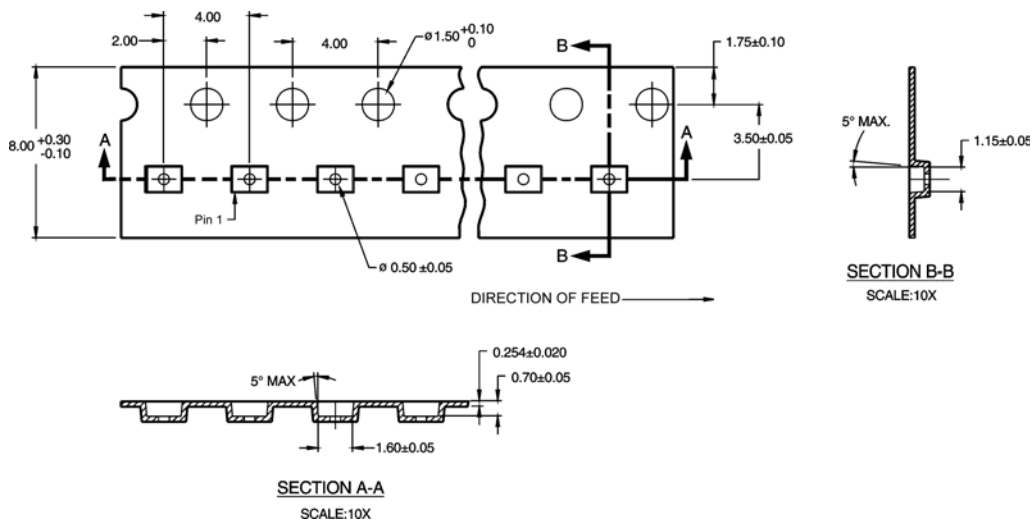 4.00
2.00
4.00
ø1.50 +0.10
0
B
1.75±0.10
8.00 +0.30
-0.10
A
A
3.50±0.05
5° MAX.
1.15±0.05
Pin 1
ø 0.50 ±0.05
B
SECTION B-B
SCALE:10X
DIRECTION OF FEED
0.254±0.020
5° MAX
0.70±0.05
1.60±0.05
SECTION A-A
SCALE:10X